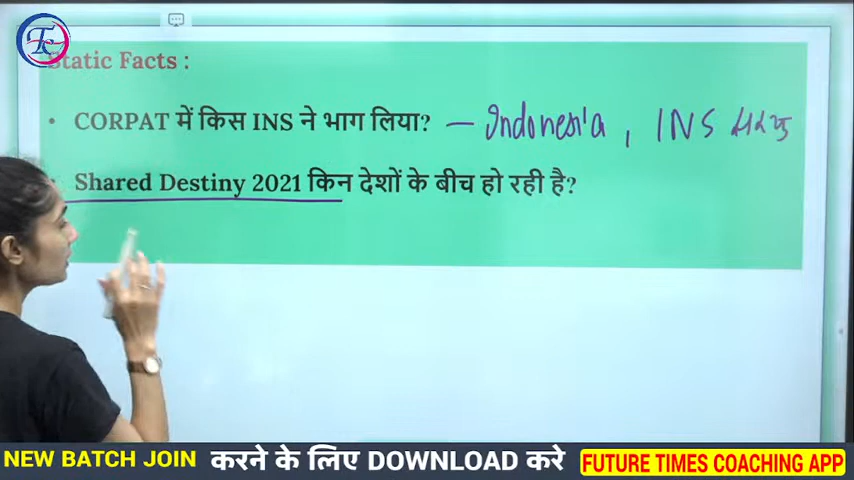 Static Facts :
• CORPAT में किस INS ने भाग लिया? — Indonesia, INS सरयू
Shared Destiny 2021 किन देशों के बीच हो रही है?
NEW BATCH JOIN करने के लिए DOWNLOAD करे FUTURE TIMES COACHING APP